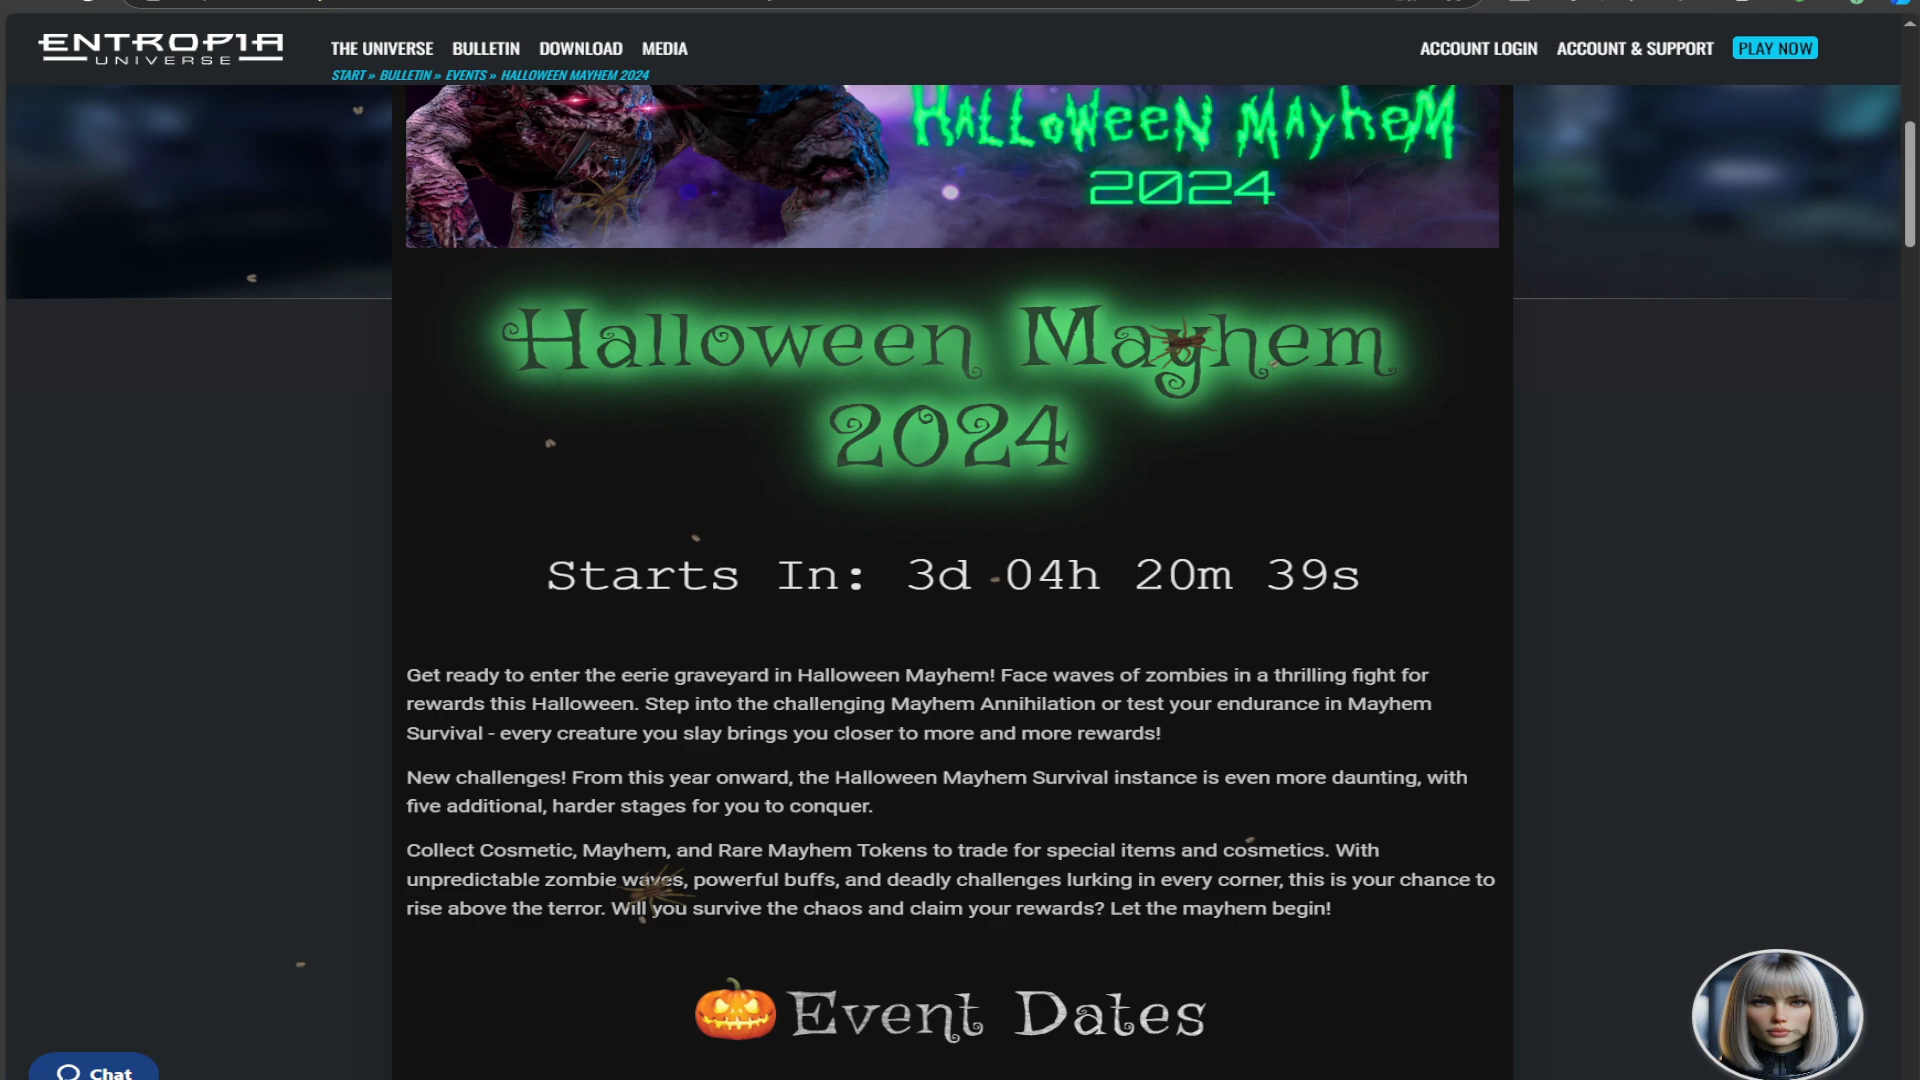 ENTROPIA
UNIVERSE
THE UNIVERSE BULLETIN DOWNLOAD MEDIA
ACCOUNT LOGIN ACCOUNT & SUPPORT PLAY NOW
START » BULLETIN » EVENTS » HALLOWEEN MAYHEM 2024
HALLOWEEN MAYHEM
2024
Halloween Mayhem
2024
Starts In: 3d 04h 20m 39s
Get ready to enter the eerie graveyard in Halloween Mayhem! Face waves of zombies in a thrilling fight for
rewards this Halloween. Step into the challenging Mayhem Annihilation or test your endurance in Mayhem
Survival - every creature you slay brings you closer to more and more rewards!
New challenges! From this year onward, the Halloween Mayhem Survival instance is even more daunting, with
five additional, harder stages for you to conquer.
Collect Cosmetic, Mayhem, and Rare Mayhem Tokens to trade for special items and cosmetics. With
unpredictable zombie waves, powerful buffs, and deadly challenges lurking in every corner, this is your chance to
rise above the terror. Will you survive the chaos and claim your rewards? Let the mayhem begin!
Event Dates
Chat